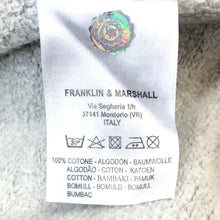 FRANKLIN & MARSHALL
Via Segheria 1/h
37141 Montorio (VR)
ITALY
100% COTONE - ALGODÓN - BAUMWOLLE
ALGODAO - COTON - KATOEN
COTTON - BAMBAKI - PAMUK
BOMULL - BOMULD - BOMULL
BUMBAC